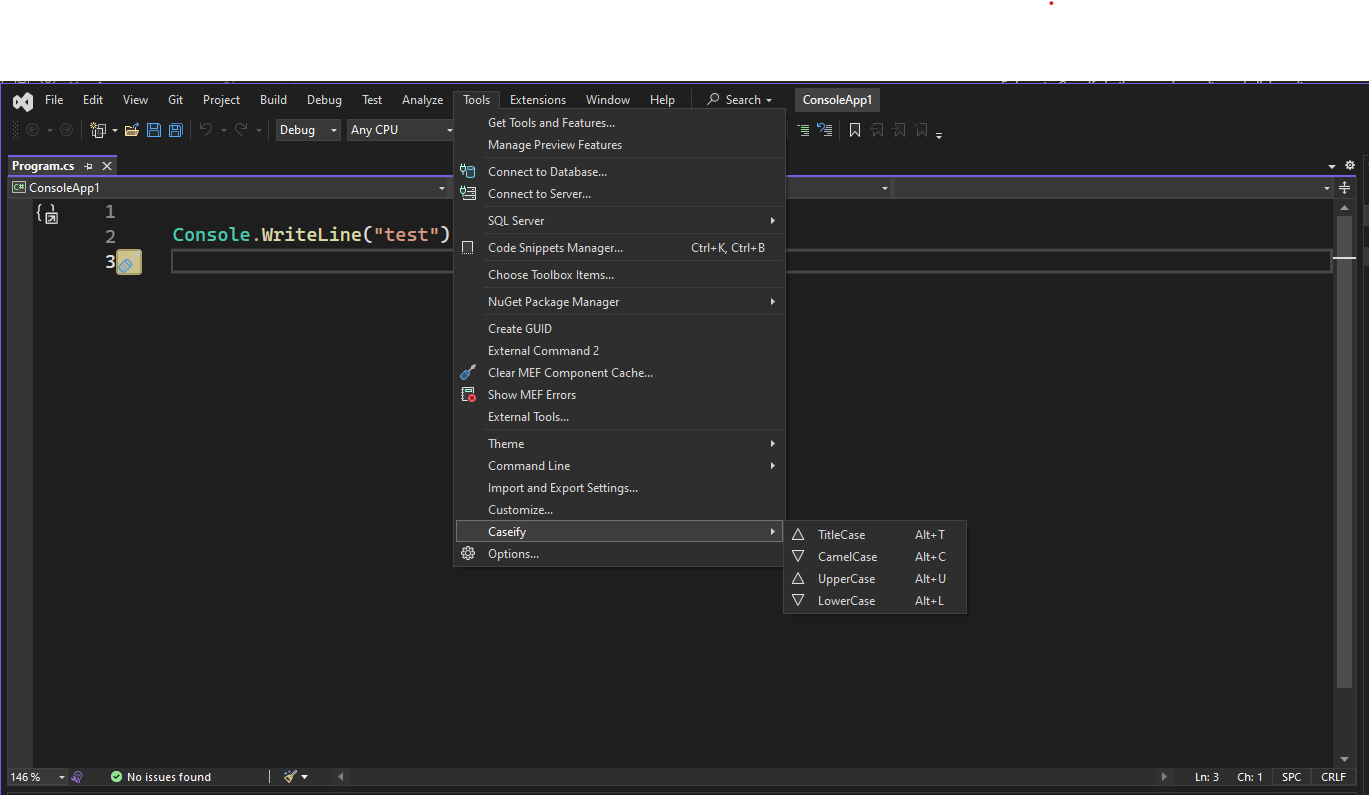 File Edit View Git Project Build Debug Test Analyze Tools Extensions Window Help Search ConsoleApp1
Debug Any CPU
Program.cs
C# ConsoleApp1
1
2 Console.WriteLine("test")
3
Get Tools and Features...
Manage Preview Features
Connect to Database...
Connect to Server...
SQL Server
Code Snippets Manager... Ctrl+K, Ctrl+B
Choose Toolbox Items...
NuGet Package Manager
Create GUID
External Command 2
Clear MEF Component Cache...
Show MEF Errors
External Tools...
Theme
Command Line
Import and Export Settings...
Customize...
Caseify
Options...
TitleCase Alt+T
CamelCase Alt+C
UpperCase Alt+U
LowerCase Alt+L
146 % No issues found Ln: 3 Ch: 1 SPC CRLF